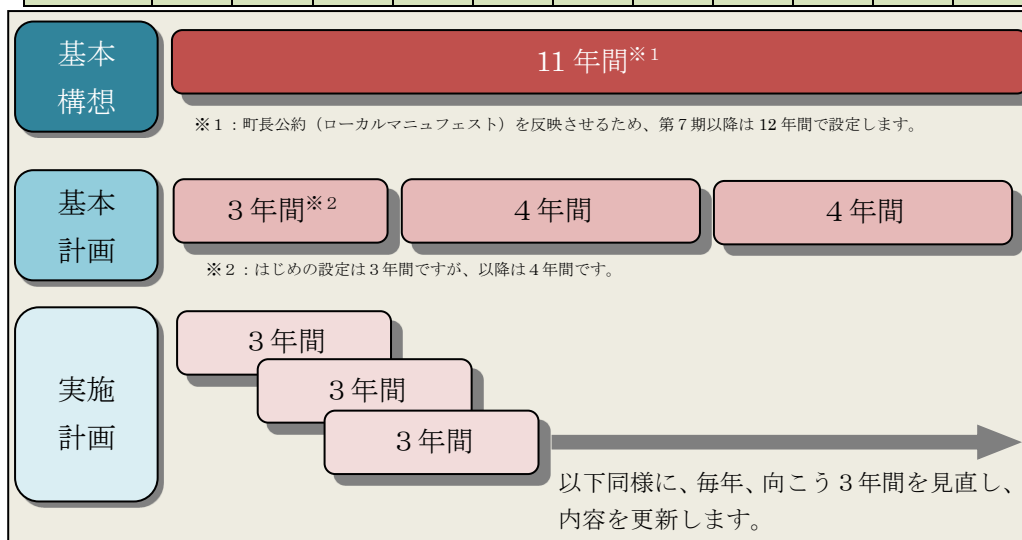 基本
構想
11年間※1
※1：町長公約（ローカルマニュフェスト）を反映させるため、第7期以降は12年間で設定します。
基本
計画
3年間※2
4年間
4年間
※2：はじめの設定は3年間ですが、以降は4年間です。
実施
計画
3年間
3年間
3年間
以下同様に、毎年、向こう3年間を見直し、
内容を更新します。